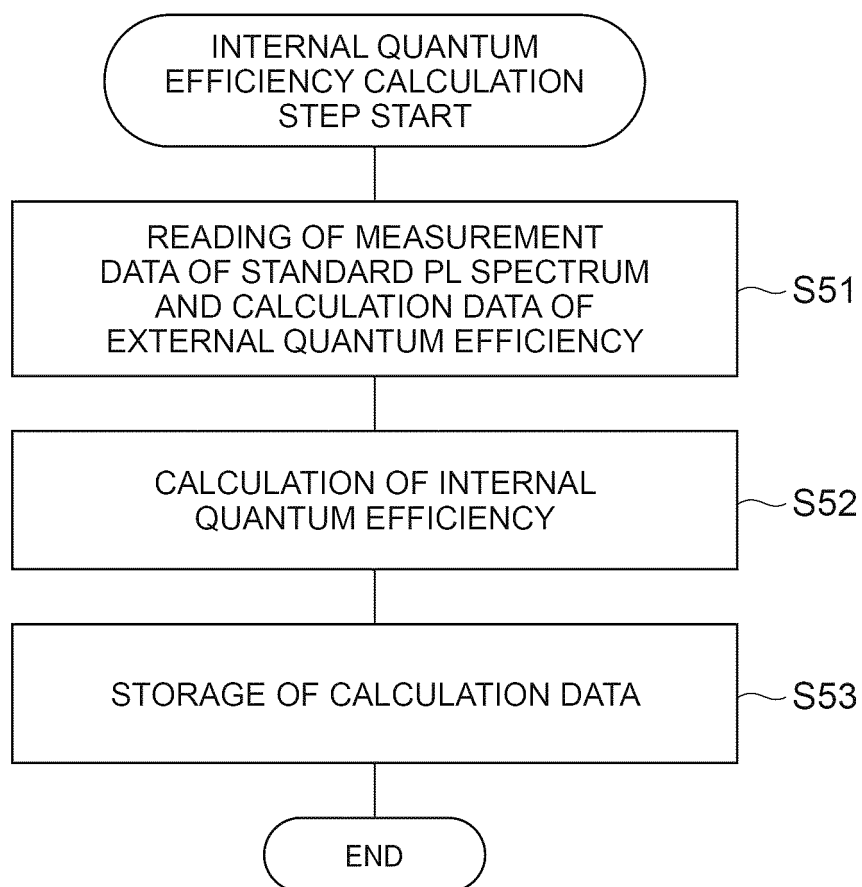 INTERNAL QUANTUM
EFFICIENCY CALCULATION
STEP START
READING OF MEASUREMENT
DATA OF STANDARD PL SPECTRUM
AND CALCULATION DATA OF
EXTERNAL QUANTUM EFFICIENCY
S51
CALCULATION OF INTERNAL
QUANTUM EFFICIENCY
S52
STORAGE OF CALCULATION DATA
S53
END